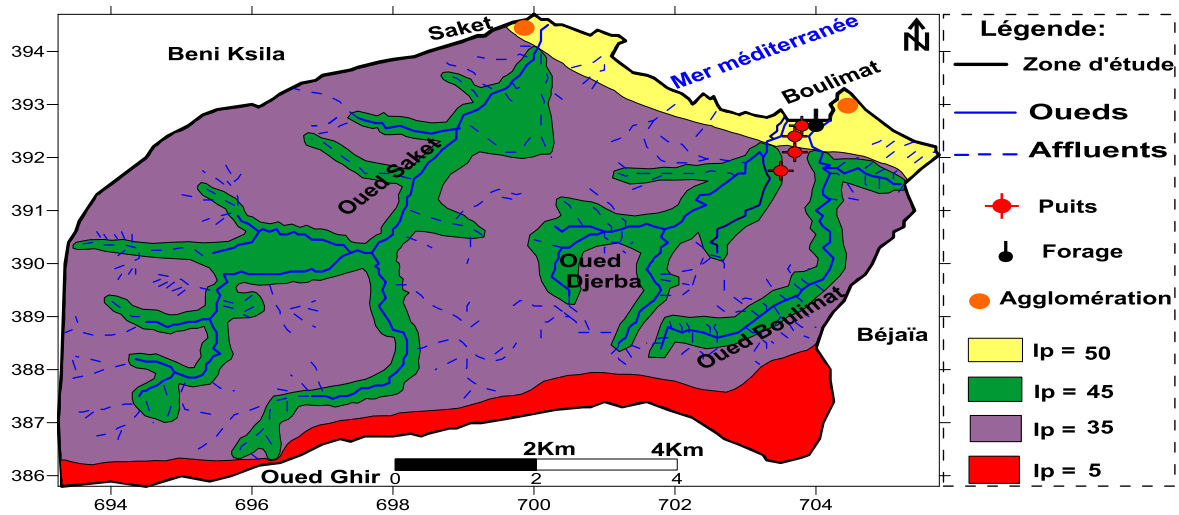 394
393
392
391
390
389
388
387
386
694
696
698
700
702
704
Beni Ksila
Saket
Mer méditerranée
Boulimat
N
Oued Saket
Oued
Djerba
Oued Boulimat
Béjaïa
Oued Ghir
2Km
4Km
0
2
4
Légende:
Zone d'étude
Oueds
Affluents
Puits
Forage
Agglomération
Ip = 50
Ip = 45
Ip = 35
Ip = 5